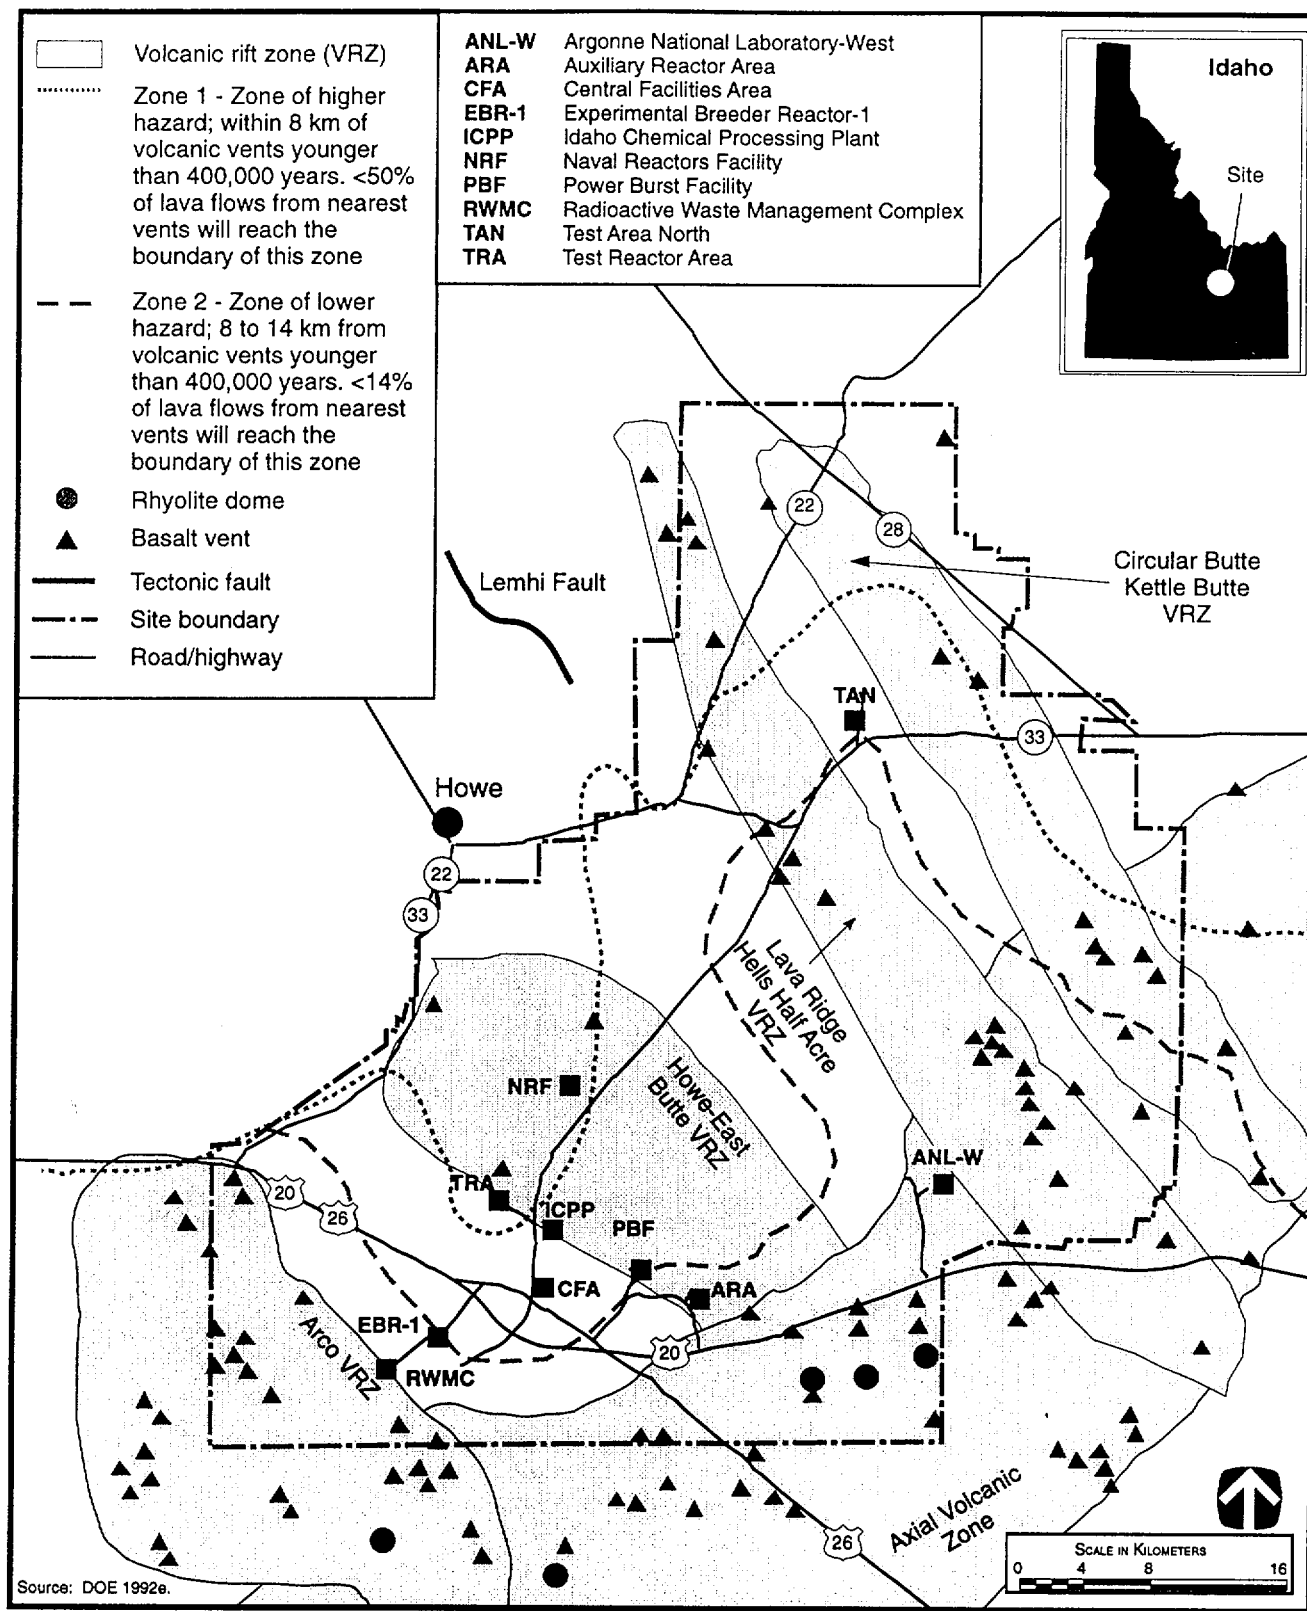 Volcanic rift zone (VRZ)
Zone 1 - Zone of higher
hazard; within 8 km of
volcanic vents younger
than 400,000 years. <50%
of lava flows from nearest
vents will reach the
boundary of this zone
Zone 2 - Zone of lower
hazard; 8 to 14 km from
volcanic vents younger
than 400,000 years. <14%
of lava flows from nearest
vents will reach the
boundary of this zone
Rhyolite dome
Basalt vent
Tectonic fault
Site boundary
Road/highway
ANL-W Argonne National Laboratory-West
ARA Auxiliary Reactor Area
CFA Central Facilities Area
EBR-1 Experimental Breeder Reactor-1
ICPP Idaho Chemical Processing Plant
NRF Naval Reactors Facility
PBF Power Burst Facility
RWMC Radioactive Waste Management Complex
TAN Test Area North
TRA Test Reactor Area
Idaho
Site
22
28
Circular Butte
Kettle Butte
VRZ
Lemhi Fault
TAN
33
Howe
22
33
Lava Ridge
Hells Half Acre
VRZ
Howe-East
Butte VRZ
NRF
ANL-W
TRA
20
26
ICPP
PBF
CFA
ARA
EBR-1
Arco VRZ
20
RWMC
Axial Volcanic
Zone
26
SCALE IN KILOMETERS
0 4 8 16
Source: DOE 1992e.